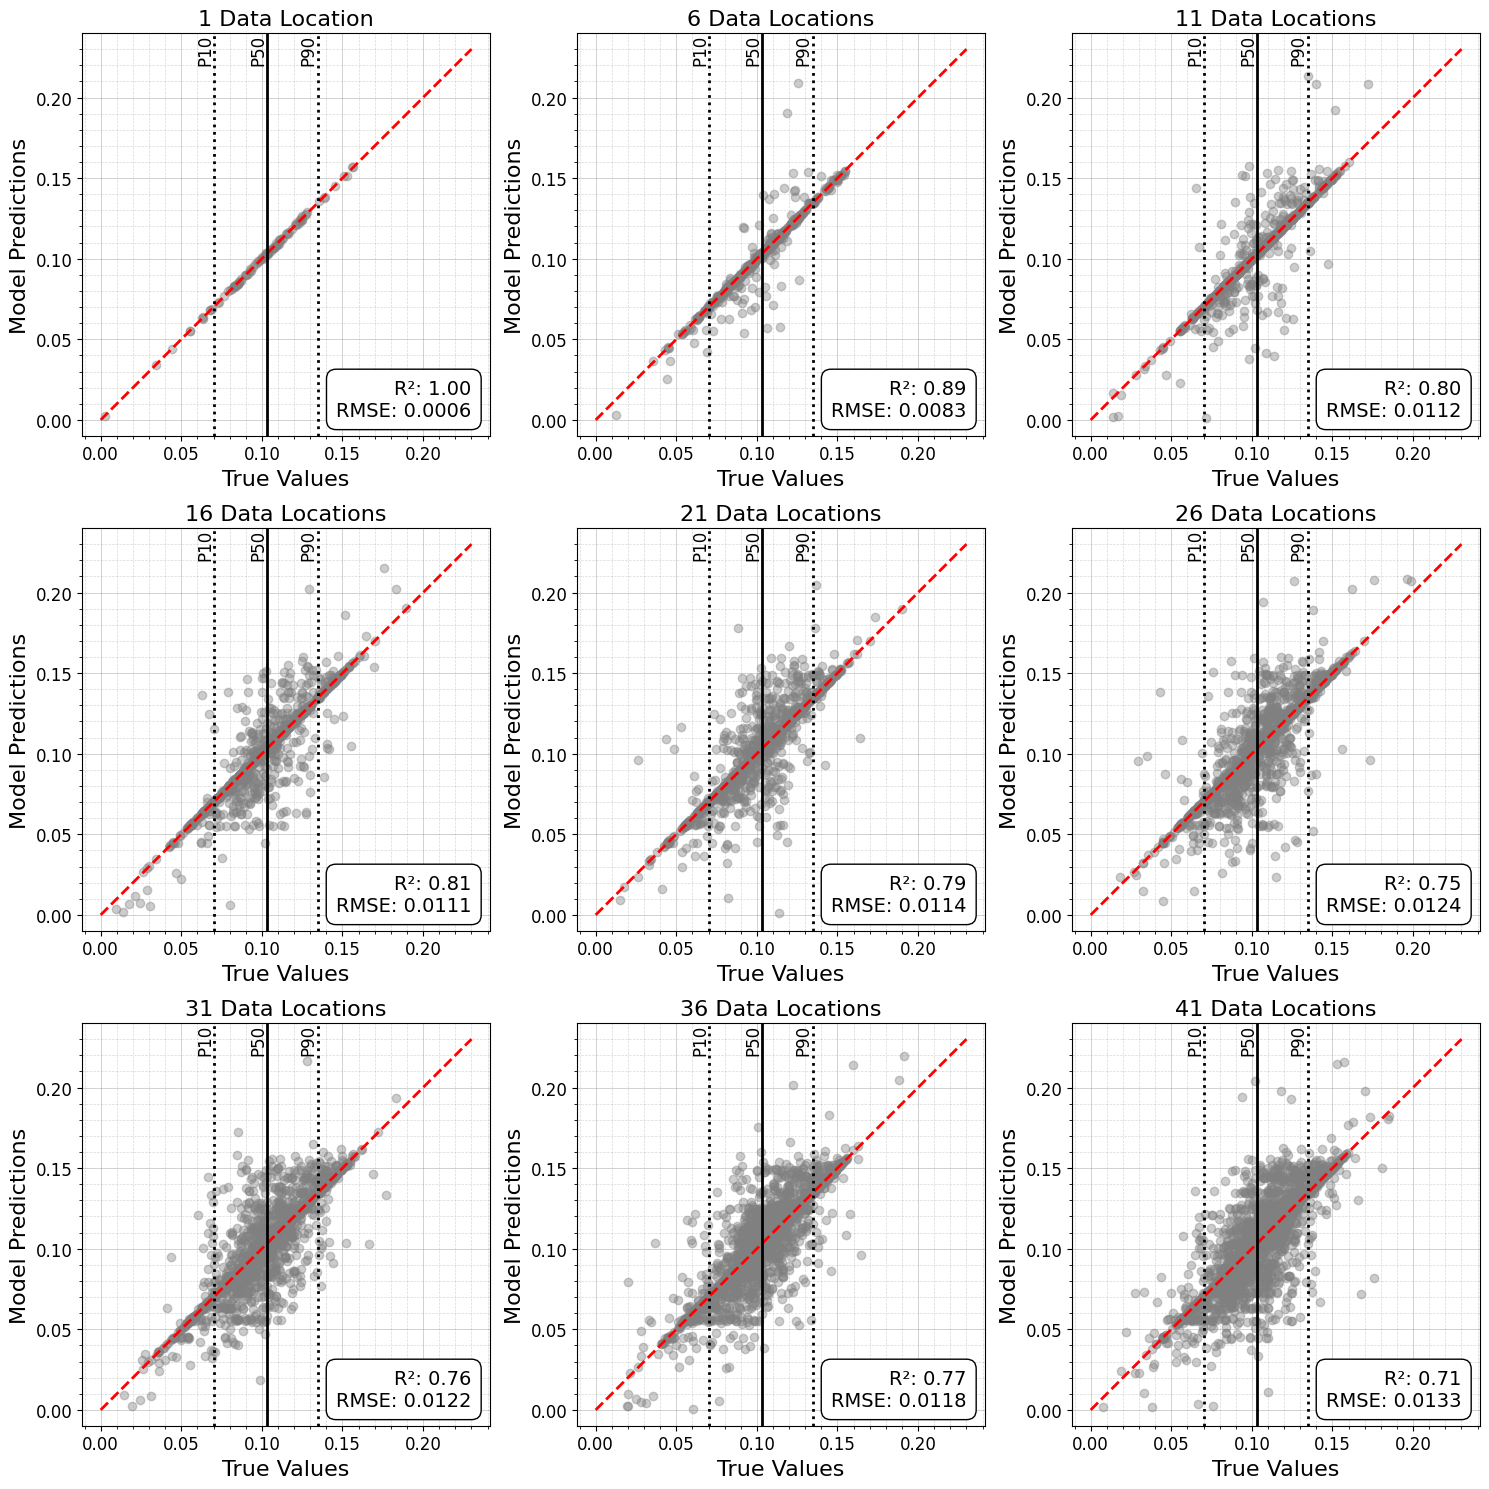 1 Data Location
P10
P50
P90
0.20
0.15
0.10
0.05
0.00
Model Predictions
R²: 1.00
RMSE: 0.0006
0.00 0.05 0.10 0.15 0.20
True Values
6 Data Locations
P10
P50
P90
0.20
0.15
0.10
0.05
0.00
Model Predictions
R²: 0.89
RMSE: 0.0083
0.00 0.05 0.10 0.15 0.20
True Values
11 Data Locations
P10
P50
P90
0.20
0.15
0.10
0.05
0.00
Model Predictions
R²: 0.80
RMSE: 0.0112
0.00 0.05 0.10 0.15 0.20
True Values
16 Data Locations
P10
P50
P90
0.20
0.15
0.10
0.05
0.00
Model Predictions
R²: 0.81
RMSE: 0.0111
0.00 0.05 0.10 0.15 0.20
True Values
21 Data Locations
P10
P50
P90
0.20
0.15
0.10
0.05
0.00
Model Predictions
R²: 0.79
RMSE: 0.0114
0.00 0.05 0.10 0.15 0.20
True Values
26 Data Locations
P10
P50
P90
0.20
0.15
0.10
0.05
0.00
Model Predictions
R²: 0.75
RMSE: 0.0124
0.00 0.05 0.10 0.15 0.20
True Values
31 Data Locations
P10
P50
P90
0.20
0.15
0.10
0.05
0.00
Model Predictions
R²: 0.76
RMSE: 0.0122
0.00 0.05 0.10 0.15 0.20
True Values
36 Data Locations
P10
P50
P90
0.20
0.15
0.10
0.05
0.00
Model Predictions
R²: 0.77
RMSE: 0.0118
0.00 0.05 0.10 0.15 0.20
True Values
41 Data Locations
P10
P50
P90
0.20
0.15
0.10
0.05
0.00
Model Predictions
R²: 0.71
RMSE: 0.0133
0.00 0.05 0.10 0.15 0.20
True Values